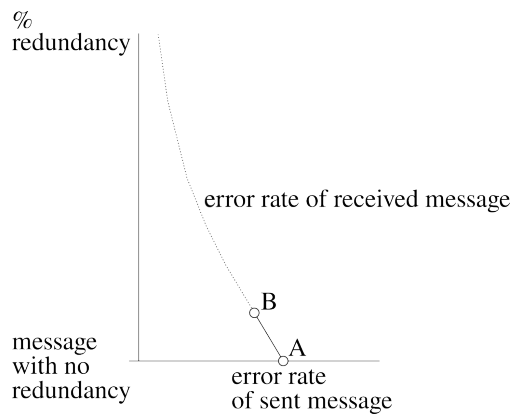 %
redundancy
error rate of received message
B
A
message
with no
redundancy
error rate
of sent message